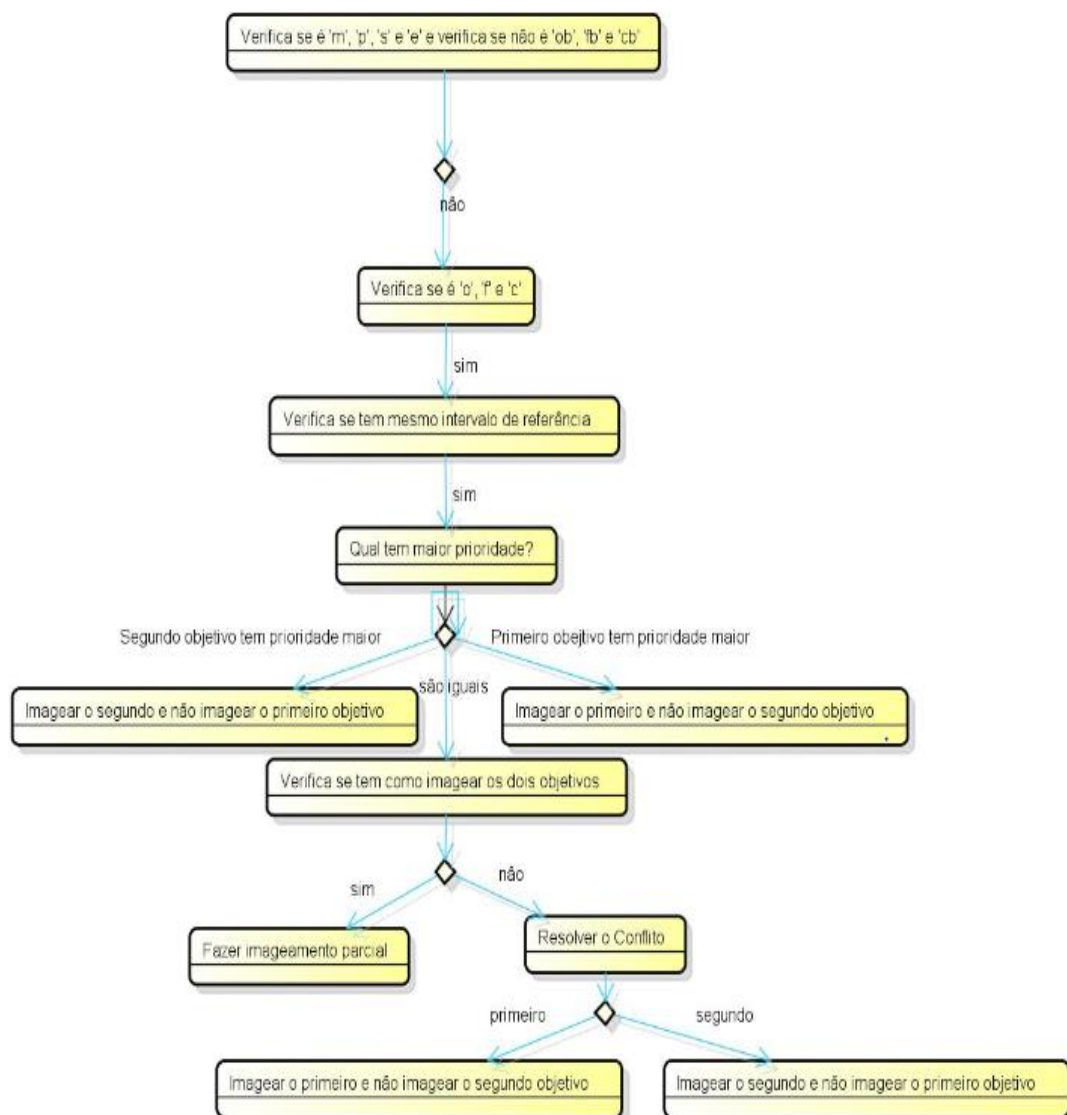 Verifica se é 'm', 'p', 's' e 'e' e verifica se não é 'ob', 'fb' e 'cb'
não
Verifica se é 'o', 'f' e 'c'
sim
Verifica se tem mesmo intervalo de referência
sim
Qual tem maior prioridade?
Segundo objetivo tem prioridade maior
Primeiro obejtivo tem prioridade maior
são iguais
Imagear o segundo e não imagear o primeiro objetivo
Imagear o primeiro e não imagear o segundo objetivo
Verifica se tem como imagear os dois objetivos
sim
não
Fazer imageamento parcial
Resolver o Conflito
primeiro
segundo
Imagear o primeiro e não imagear o segundo objetivo
Imagear o segundo e não imagear o primeiro objetivo